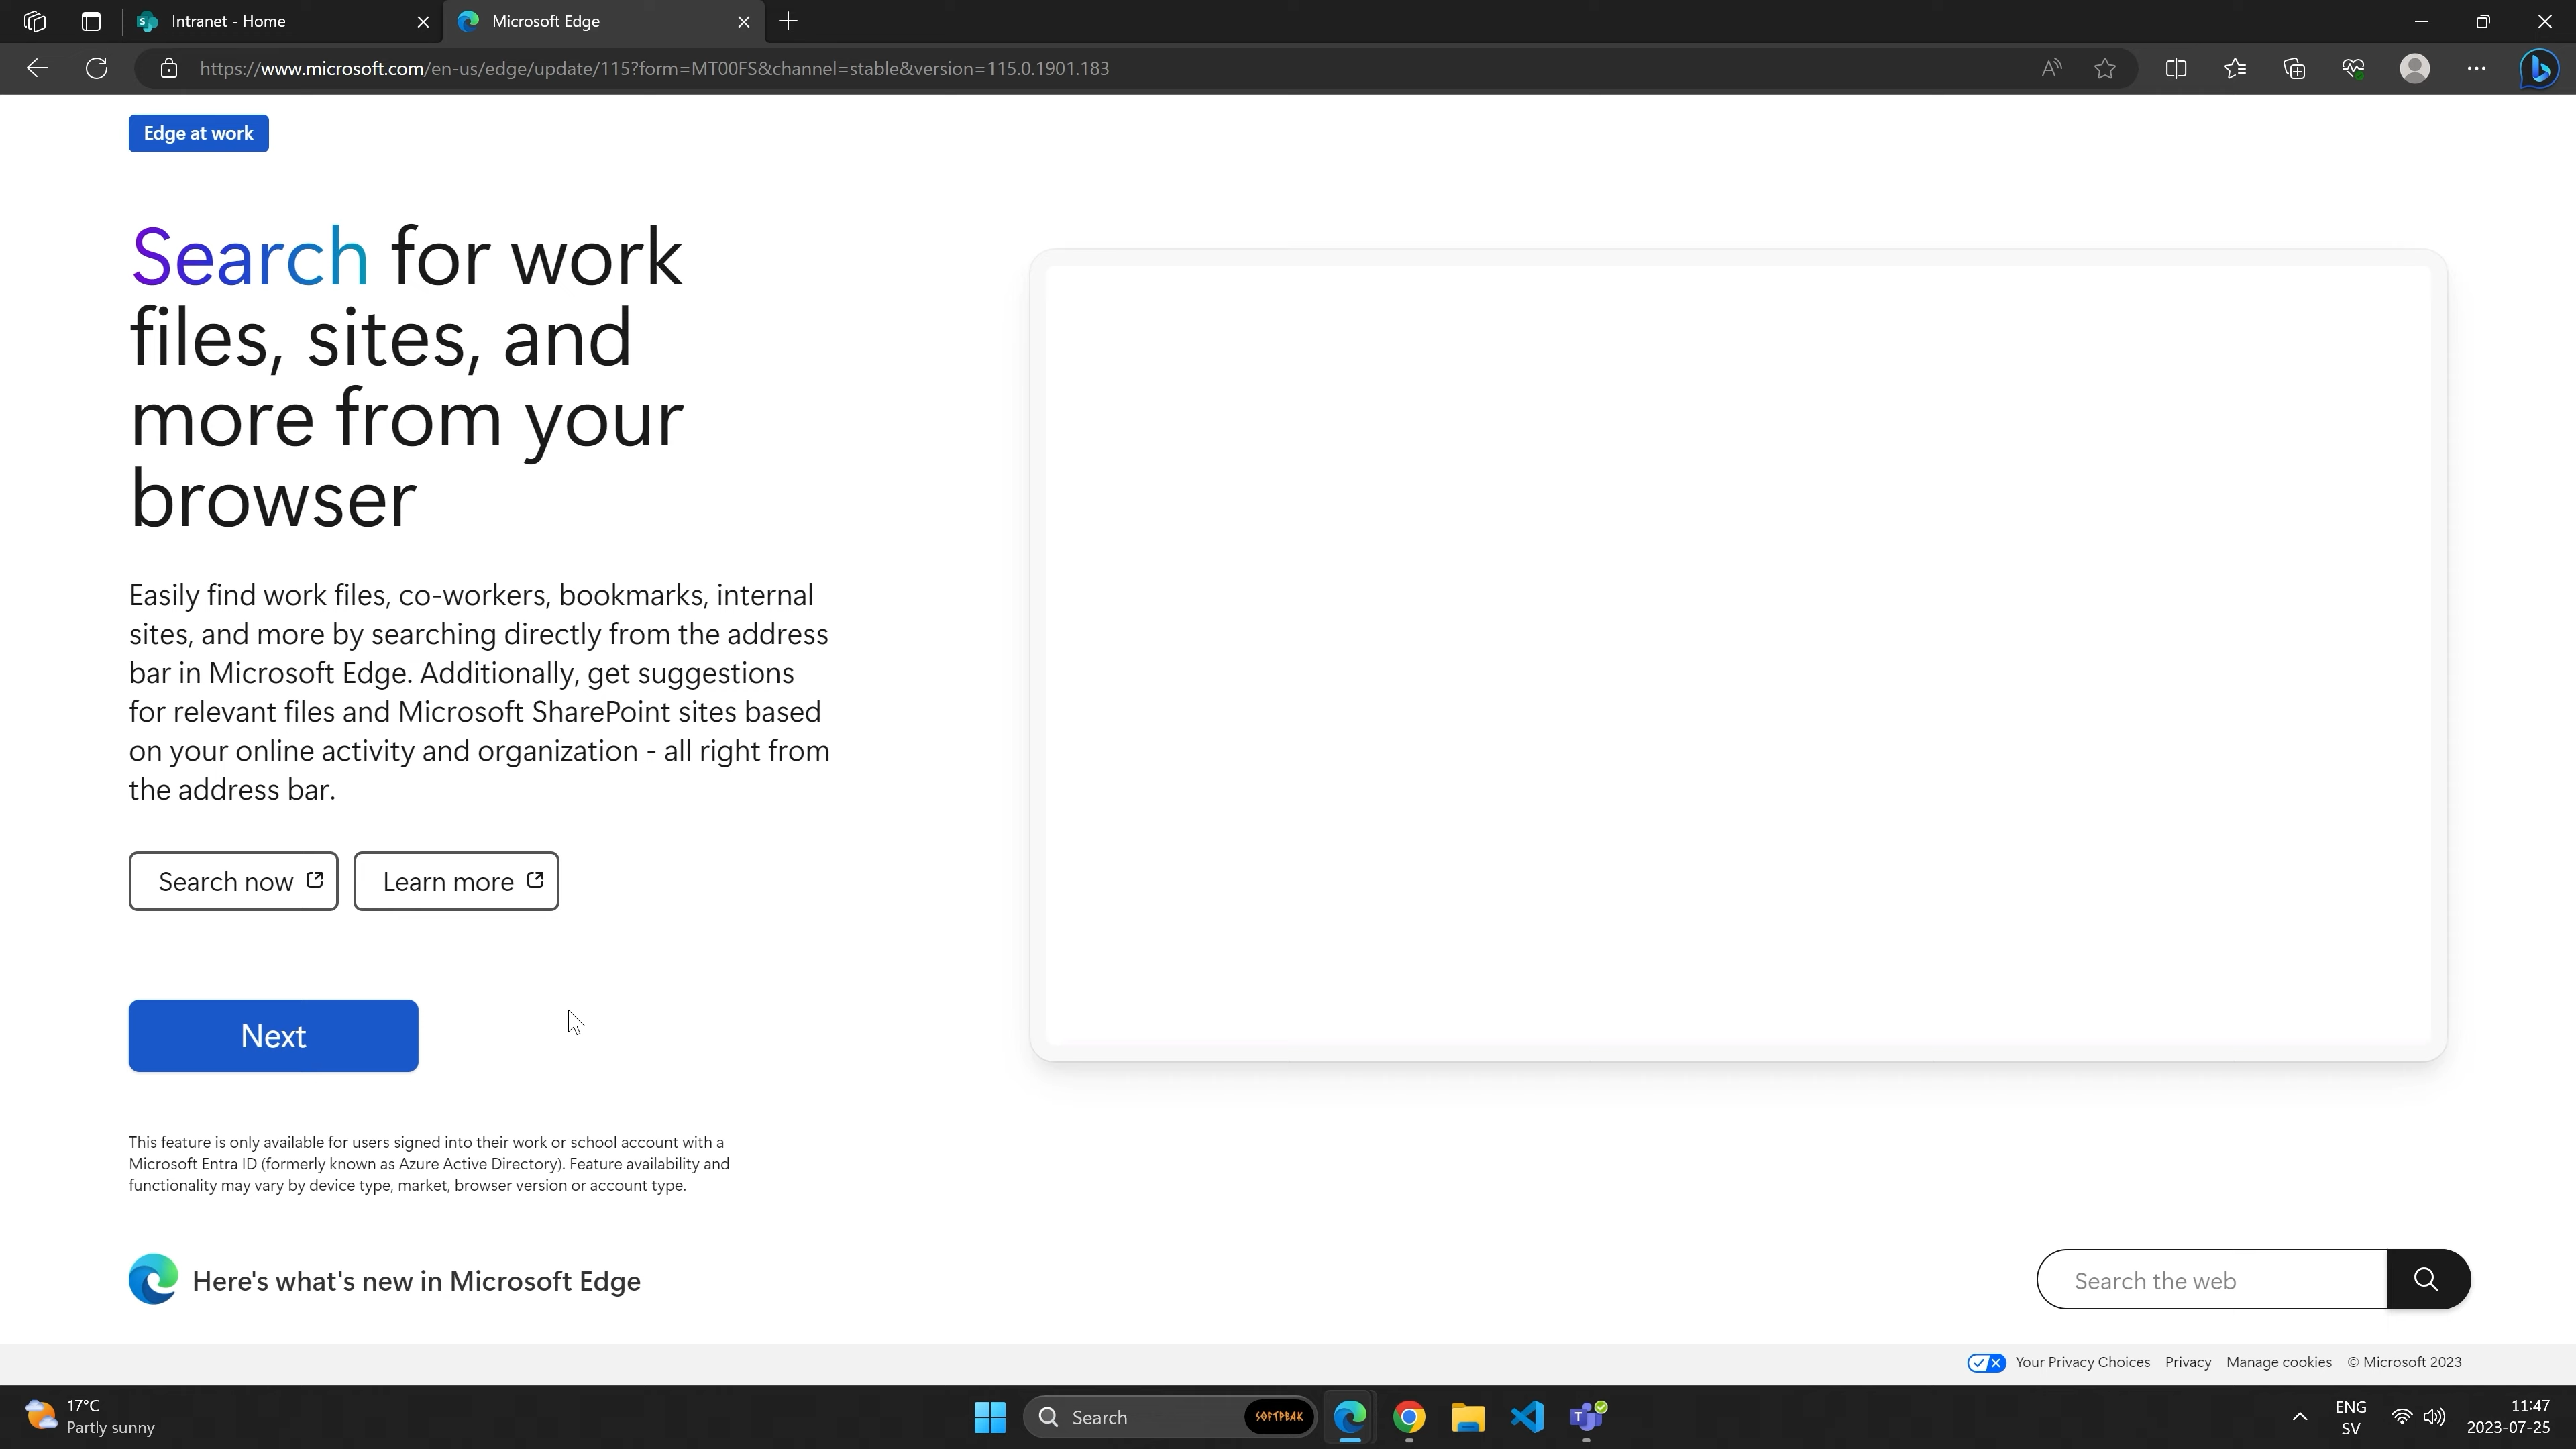 Intranet - Home
Microsoft Edge
https://www.microsoft.com/en-us/edge/update/115?form=MT00FS&channel=stable&version=115.0.1901.183
Edge at work
Search for work
files, sites, and
more from your
browser
Easily find work files, co-workers, bookmarks, internal
sites, and more by searching directly from the address
bar in Microsoft Edge. Additionally, get suggestions
for relevant files and Microsoft SharePoint sites based
on your online activity and organization - all right from
the address bar.
Search now
Learn more
Next
This feature is only available for users signed into their work or school account with a
Microsoft Entra ID (formerly known as Azure Active Directory). Feature availability and
functionality may vary by device type, market, browser version or account type.
Here's what's new in Microsoft Edge
Search the web
Your Privacy Choices Privacy Manage cookies © Microsoft 2023
17°C
Partly sunny
Search
SOFTPEAK
ENG
SV
11:47
2023-07-25